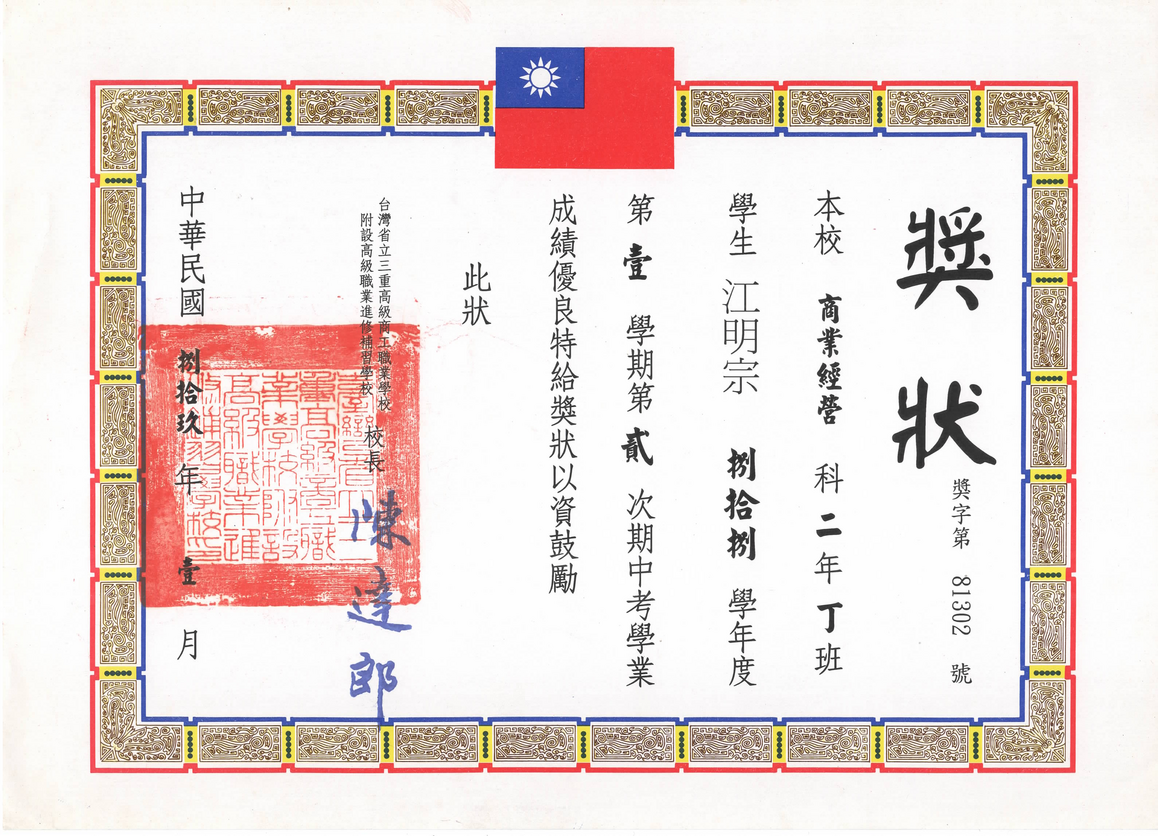 獎狀
獎字第 81302 號
本校 商業經營 科二年丁班
學生 江明宗 捌拾捌 學年度
第壹 學期第貳 次期中考學業
成績優良特給獎狀以資鼓勵
此狀
台灣省立三重高級商工職業學校
附設高級職業進修補習學校
校長 陳達郎
中華民國 捌拾玖 年 壹 月